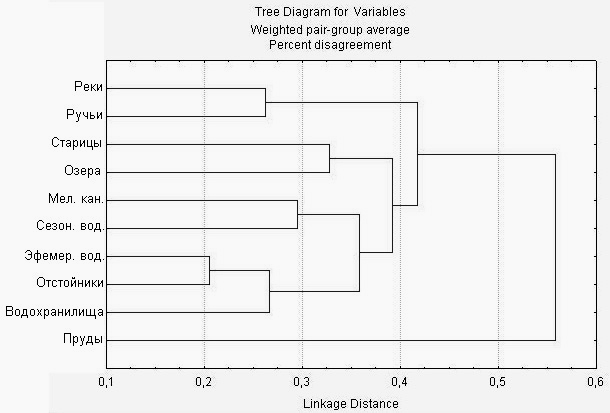 Tree Diagram for Variables
Weighted pair-group average
Percent disagreement
Реки
Ручьи
Старицы
Озера
Мел. кан.
Сезон. вод.
Эфемер. вод.
Отстойники
Водохранилища
Пруды
0,1 0,2 0,3 0,4 0,5 0,6
Linkage Distance